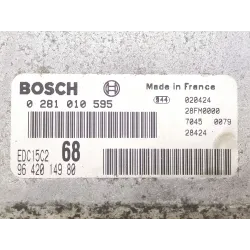 BOSCH
Made in France
0 281 010 595
S44
020424
28FM0000
7045 0079
28424
EDC15C2 68
96 420 149 80